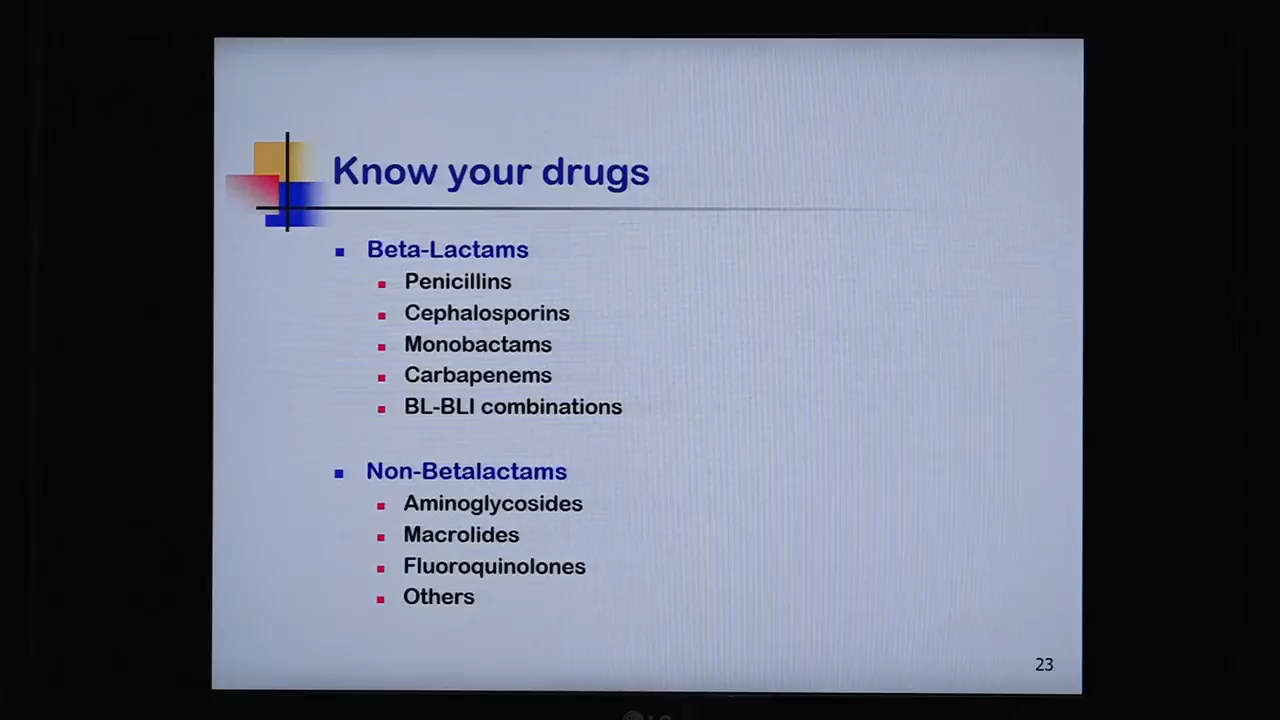 Know your drugs
Beta-Lactams
Penicillins
Cephalosporins
Monobactams
Carbapenems
BL-BLI combinations
Non-Betalactams
Aminoglycosides
Macrolides
Fluoroquinolones
Others
23